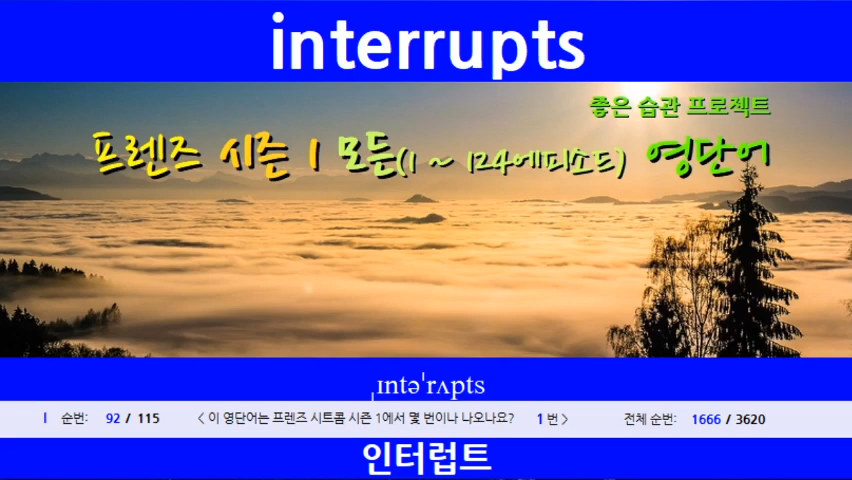 interrupts
좋은 습관 프로젝트
프렌즈 시즌 1 모든(1 ~ 124에피소드) 영단어
ˌɪntəˈrʌpts
I 순번: 92 / 115 < 이 영단어는 프렌즈 시트콤 시즌 1에서 몇 번이나 나오나요? 1 번 > 전체 순번: 1666 / 3620
인터럽트